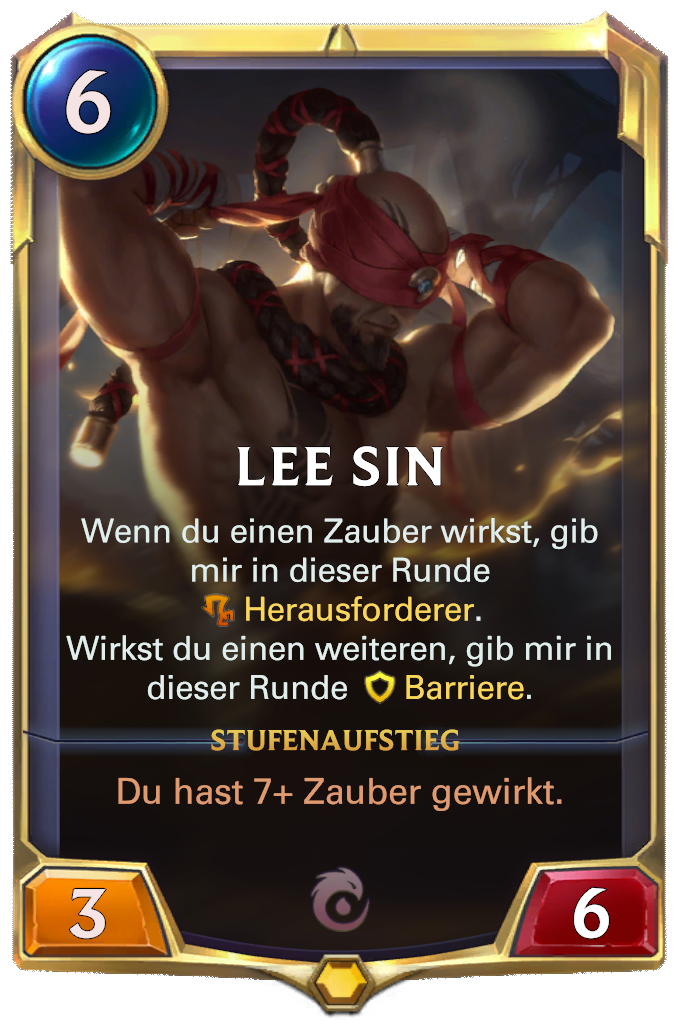 6
LEE SIN
Wenn du einen Zauber wirkst, gib
mir in dieser Runde
Herausforderer.
Wirkst du einen weiteren, gib mir in
dieser Runde Barriere.
STUFENAUFSTIEG
Du hast 7+ Zauber gewirkt.
3
6